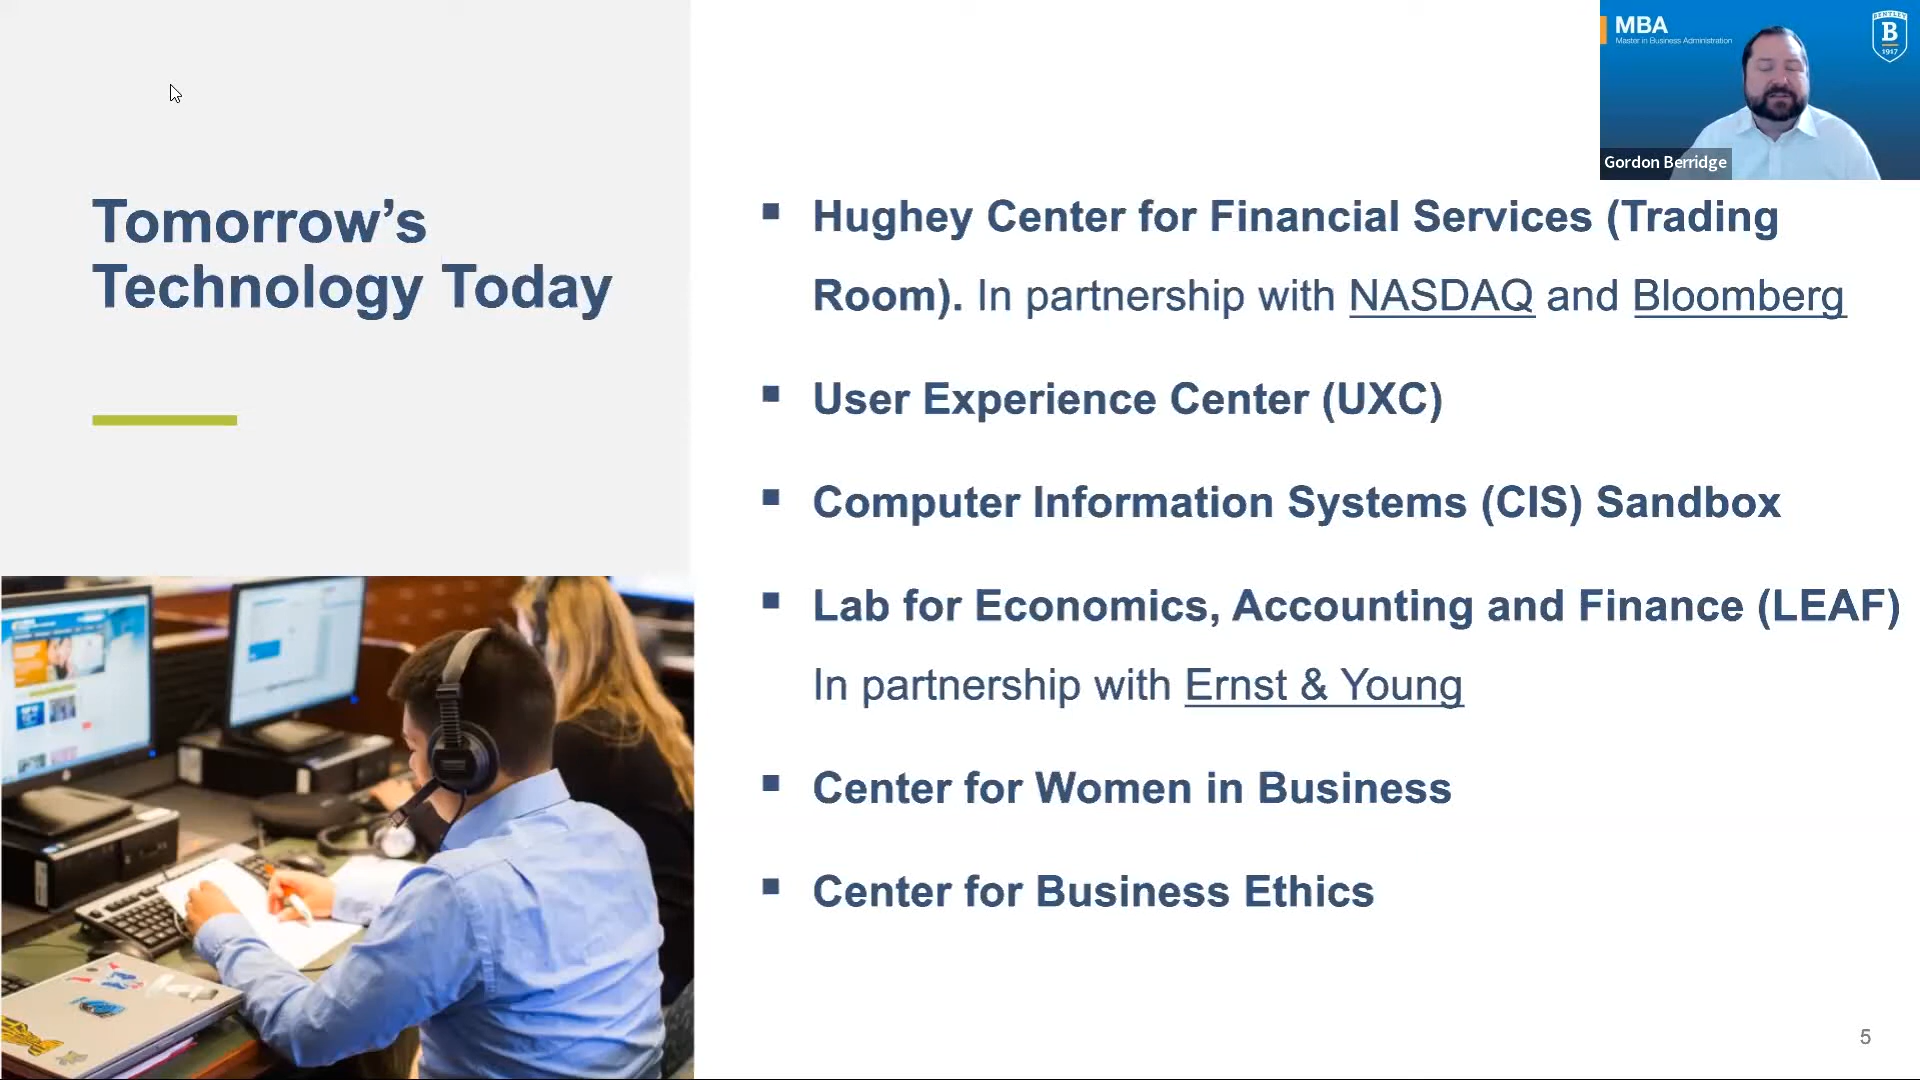 MBA
Master in Business Administration
BENTLEY
B
1917
Gordon Berridge
Tomorrow’s
Technology Today
▪ Hughey Center for Financial Services (Trading
Room). In partnership with NASDAQ and Bloomberg
▪ User Experience Center (UXC)
▪ Computer Information Systems (CIS) Sandbox
▪ Lab for Economics, Accounting and Finance (LEAF)
In partnership with Ernst & Young
▪ Center for Women in Business
▪ Center for Business Ethics
5